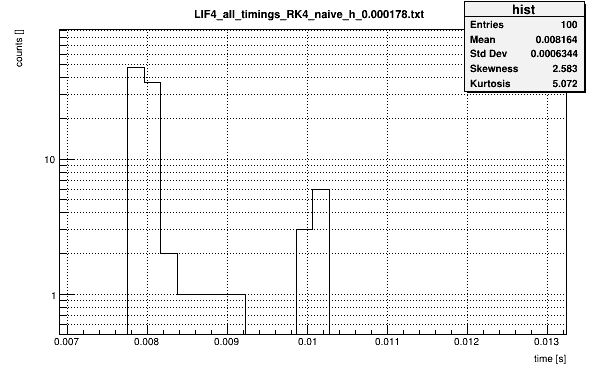 LIF4_all_timings_RK4_naive_h_0.000178.txt
hist
Entries 100
Mean 0.008164
Std Dev 0.0006344
Skewness 2.583
Kurtosis 5.072
counts []
10
1
0.007 0.008 0.009 0.01 0.011 0.012 0.013
time [s]